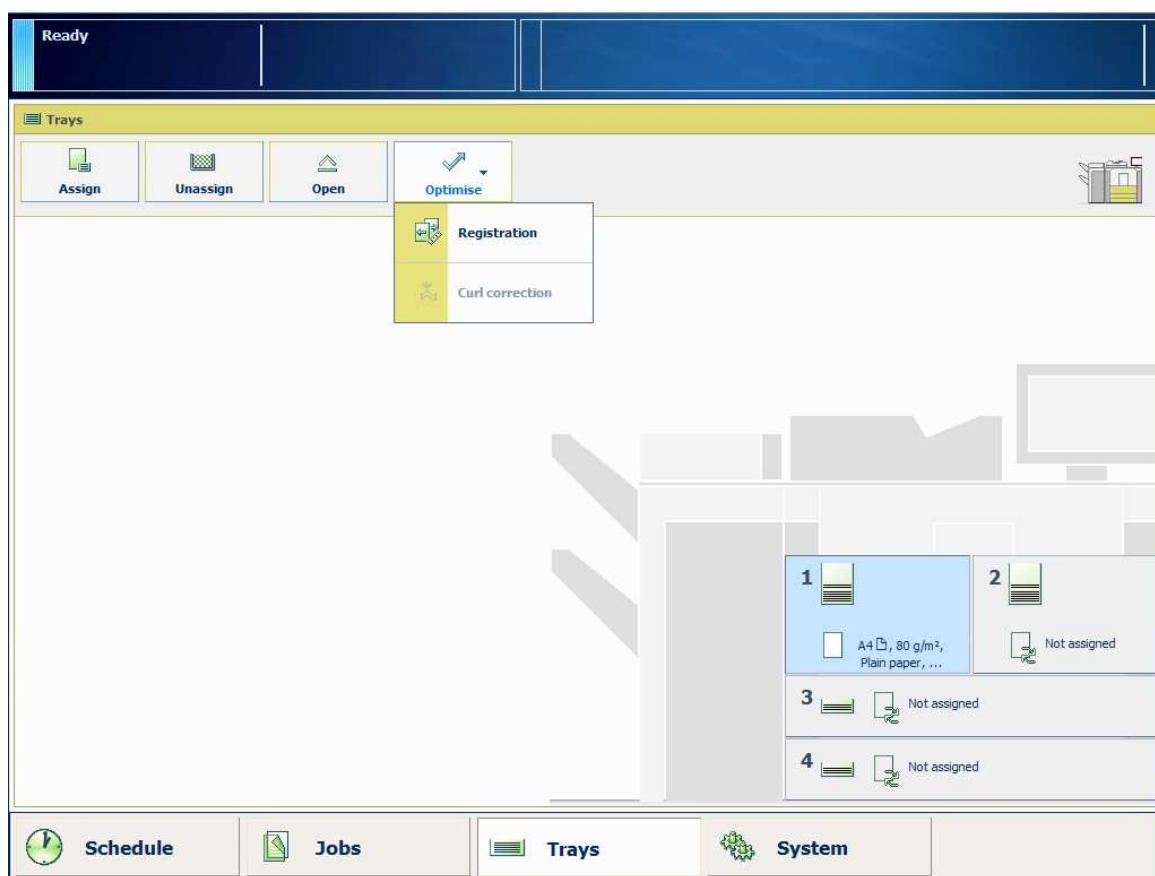 Ready
Trays
Assign
Unassign
Open
Optimise
Registration
Curl correction
1
2
A4 , 80 g/m²,
Plain paper, ...
Not assigned
3
Not assigned
4
Not assigned
Schedule
Jobs
Trays
System